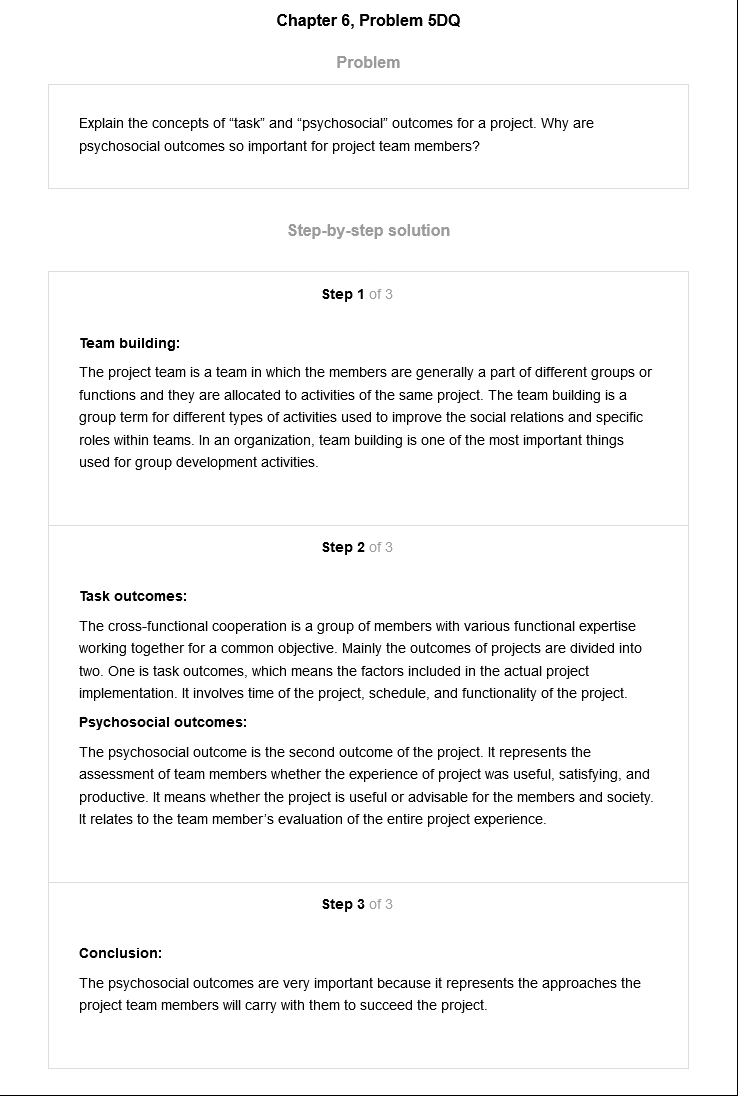 Chapter 6, Problem 5DQ
Problem
Explain the concepts of “task” and “psychosocial” outcomes for a project. Why are
psychosocial outcomes so important for project team members?
Step-by-step solution
Step 1 of 3
Team building:
The project team is a team in which the members are generally a part of different groups or
functions and they are allocated to activities of the same project. The team building is a
group term for different types of activities used to improve the social relations and specific
roles within teams. In an organization, team building is one of the most important things
used for group development activities.
Step 2 of 3
Task outcomes:
The cross-functional cooperation is a group of members with various functional expertise
working together for a common objective. Mainly the outcomes of projects are divided into
two. One is task outcomes, which means the factors included in the actual project
implementation. It involves time of the project, schedule, and functionality of the project.
Psychosocial outcomes:
The psychosocial outcome is the second outcome of the project. It represents the
assessment of team members whether the experience of project was useful, satisfying, and
productive. It means whether the project is useful or advisable for the members and society.
It relates to the team member’s evaluation of the entire project experience.
Step 3 of 3
Conclusion:
The psychosocial outcomes are very important because it represents the approaches the
project team members will carry with them to succeed the project.